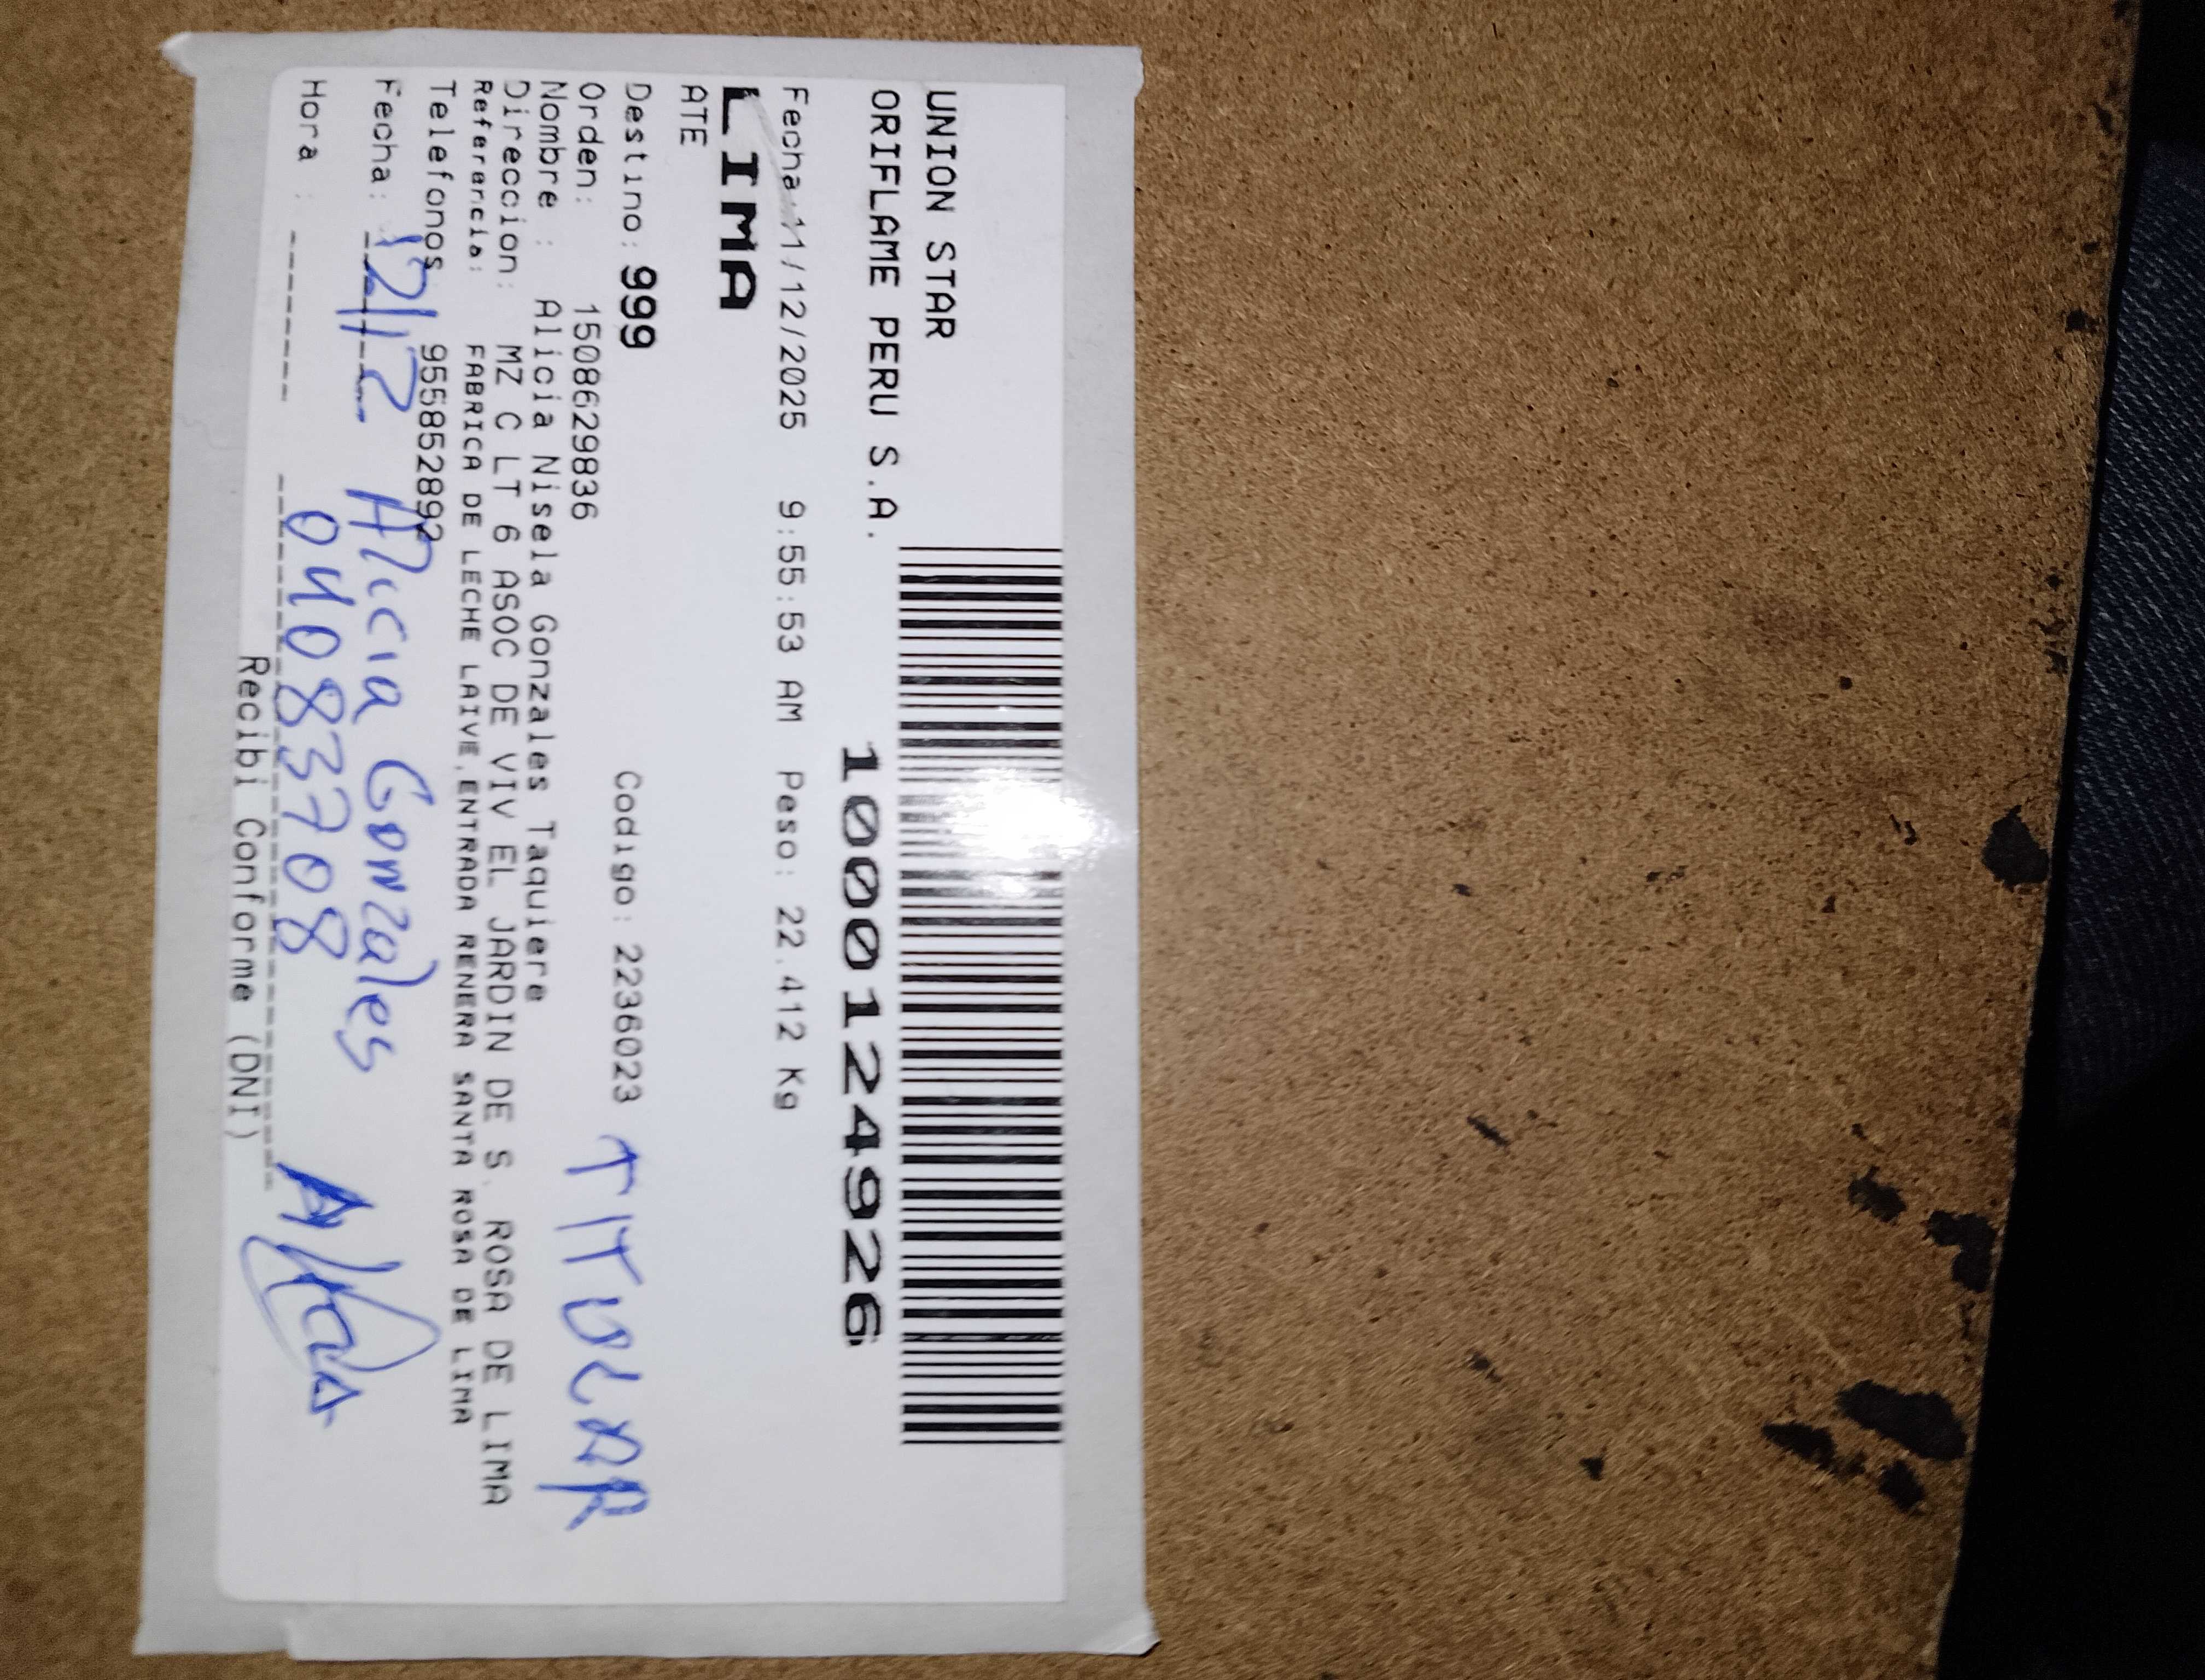 UNION STAR
ORIFLAME PERU S.A.
1000124926
Fecha 11/12/2025 9:55:53 AM Peso: 22.412 Kg
LIMA
ATE
Destino: 999 Codigo: 2236023
TITULAR
Orden: 1508629836
Nombre : Alicia Nisela Gonzales Taquiere
Direccion: MZ C LT 6 ASOC DE VIV EL JARDIN DE S. ROSA DE LIMA
Referencia: FABRICA DE LECHE LAIVE,ENTRADA RENERA SANTA ROSA DE LIMA
Telefonos 955852892
Fecha: 12/12 Alicia Gonzales
Hora : 040833708
Recibi Conforme (DNI)